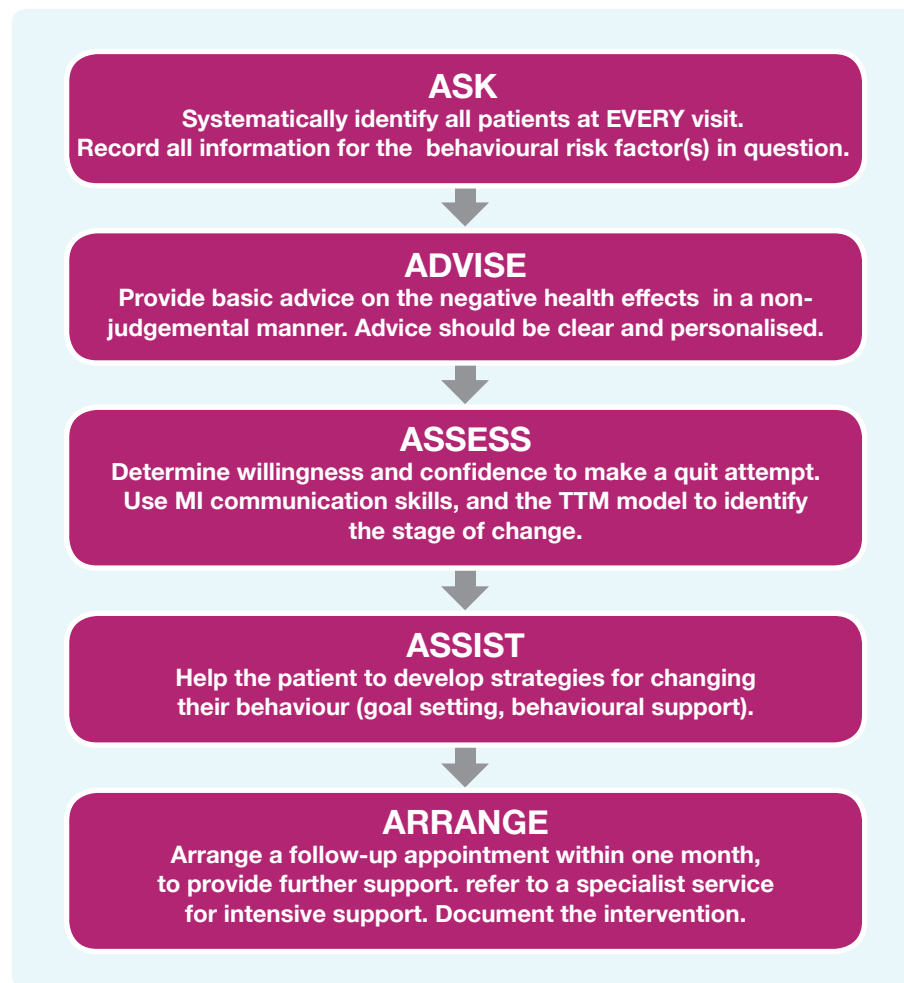 ASK
Systematically identify all patients at EVERY visit.
Record all information for the  behavioural risk factor(s) in question.
ADVISE
Provide basic advice on the negative health effects  in a non-
judgemental manner. Advice should be clear and personalised.
ASSESS
Determine willingness and confidence to make a quit attempt.
Use MI communication skills, and the TTM model to identify
the stage of change.
ASSIST
Help the patient to develop strategies for changing
their behaviour (goal setting, behavioural support).
ARRANGE
Arrange a follow-up appointment within one month,
to provide further support. refer to a specialist service
for intensive support. Document the intervention.